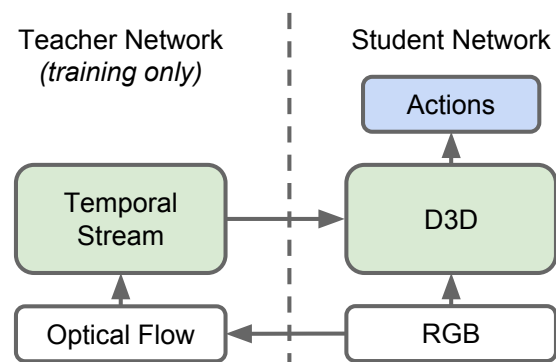 Teacher Network
(training only)
Student Network
Actions
Temporal
Stream
D3D
Optical Flow
RGB